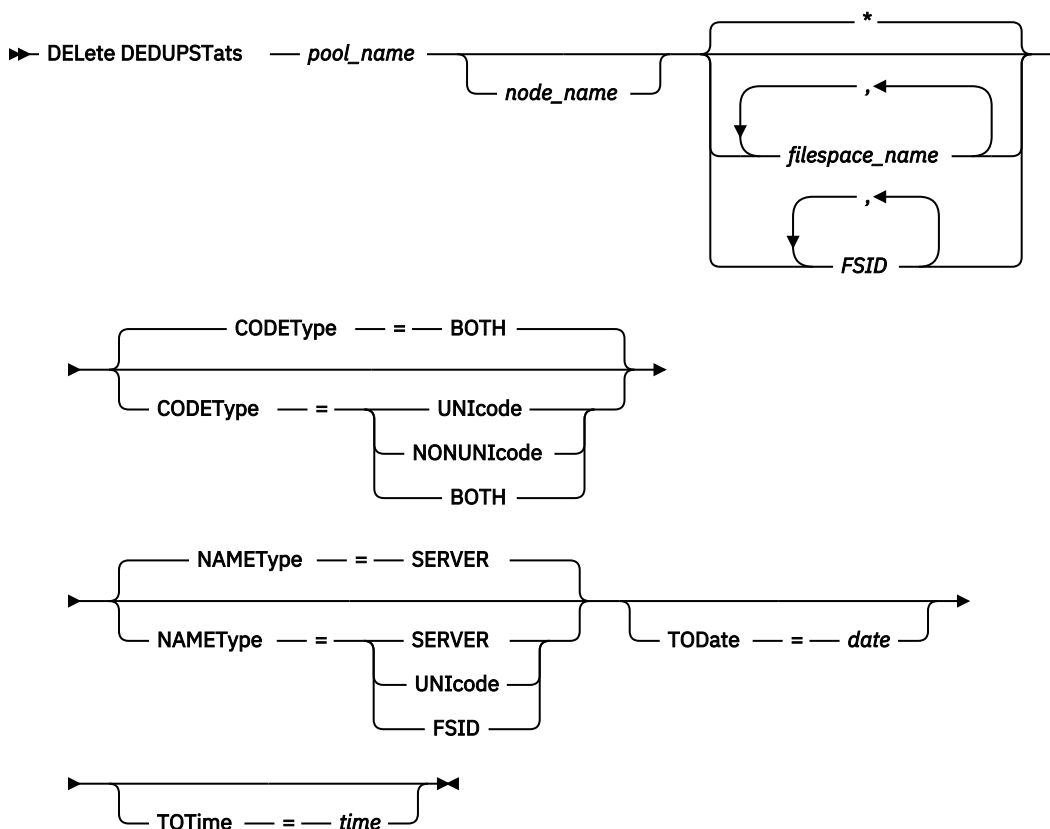 *
DELete DEDUPSTats pool_name
node_name
,
filespace_name
,
FSID
CODEType = BOTH
CODEType = UNIcode
NONUNIcode
BOTH
NAMEType = SERVER
NAMEType = SERVER
UNIcode
FSID
TODate = date
TOTime = time